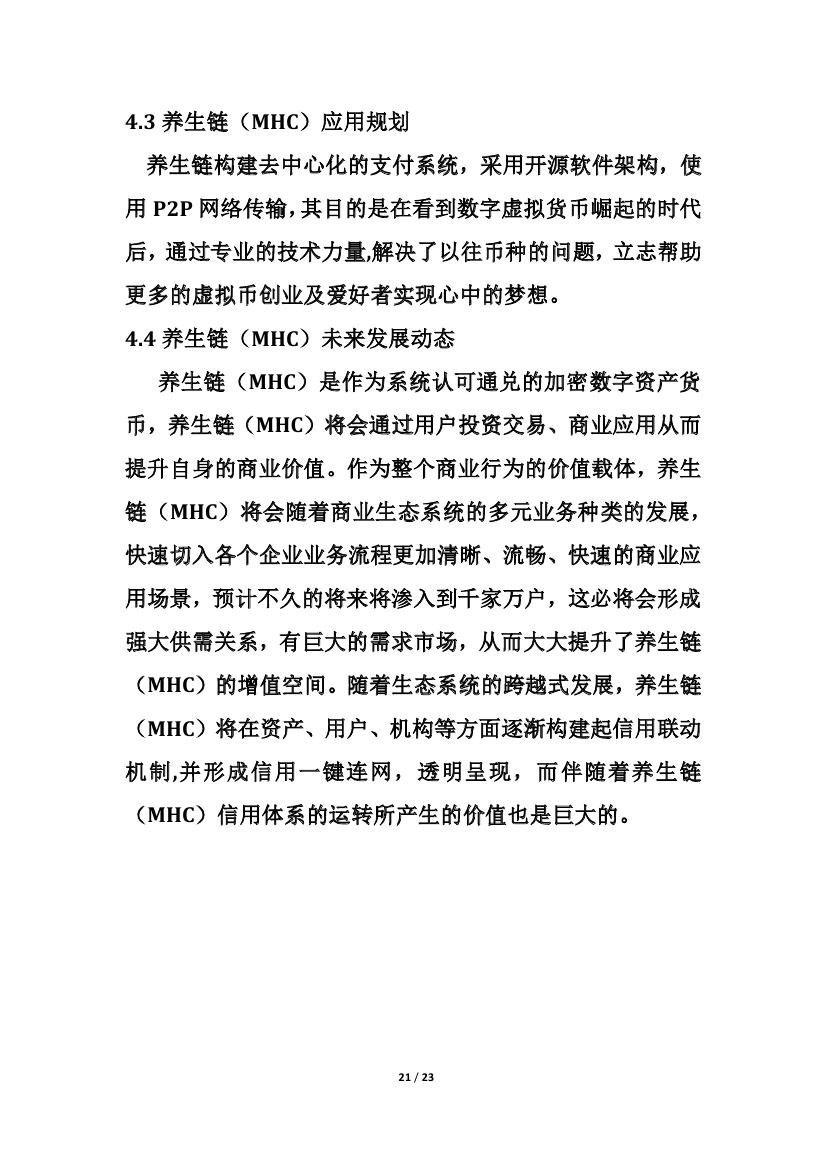 4.3 养生链（MHC）应用规划
养生链构建去中心化的支付系统，采用开源软件架构，使
用 P2P 网络传输，其目的是在看到数字虚拟货币崛起的时代
后，通过专业的技术力量,解决了以往币种的问题，立志帮助
更多的虚拟币创业及爱好者实现心中的梦想。
4.4 养生链（MHC）未来发展动态
养生链（MHC）是作为系统认可通兑的加密数字资产货
币，养生链（MHC）将会通过用户投资交易、商业应用从而
提升自身的商业价值。作为整个商业行为的价值载体，养生
链（MHC）将会随着商业生态系统的多元业务种类的发展，
快速切入各个企业业务流程更加清晰、流畅、快速的商业应
用场景，预计不久的将来将渗入到千家万户，这必将会形成
强大供需关系，有巨大的需求市场，从而大大提升了养生链
（MHC）的增值空间。随着生态系统的跨越式发展，养生链
（MHC）将在资产、用户、机构等方面逐渐构建起信用联动
机制,并形成信用一键连网，透明呈现，而伴随着养生链
（MHC）信用体系的运转所产生的价值也是巨大的。
21 / 23